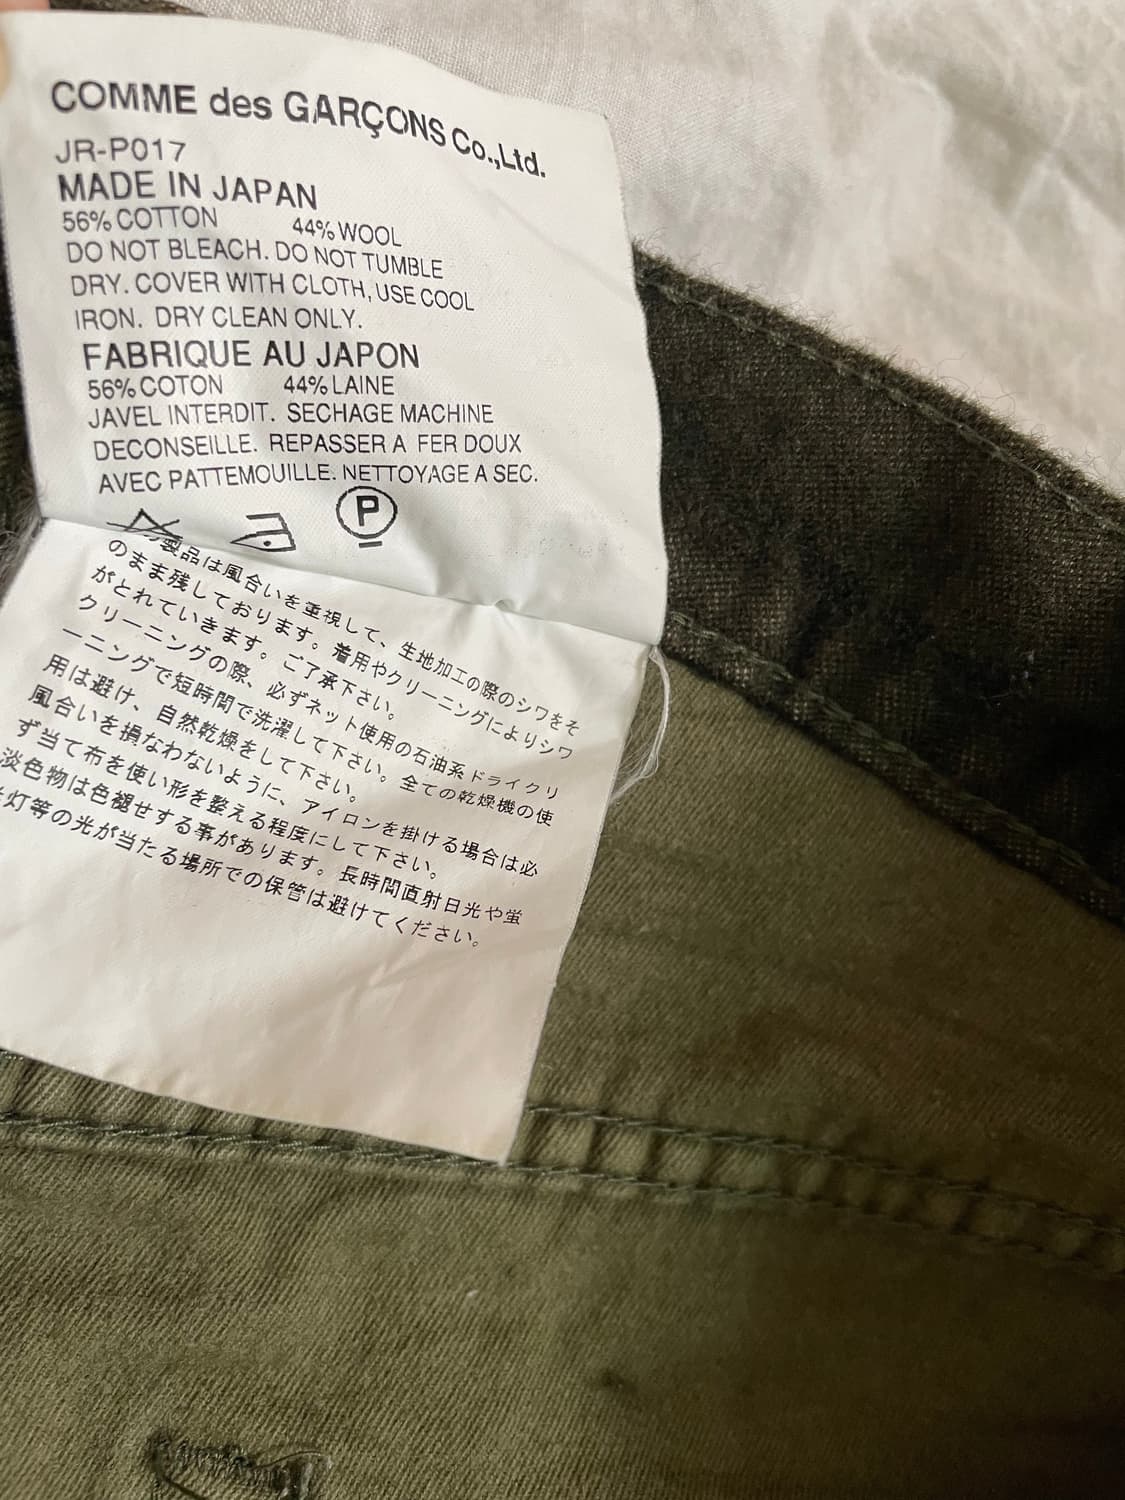 COMME des GARÇONS Co.,Ltd.
JR-P017
MADE IN JAPAN
56% COTTON 44% WOOL
DO NOT BLEACH. DO NOT TUMBLE
DRY. COVER WITH CLOTH, USE COOL
IRON. DRY CLEAN ONLY.
FABRIQUE AU JAPON
56% COTON 44% LAINE
JAVEL INTERDIT. SECHAGE MACHINE
DECONSEILLE. REPASSER A FER DOUX
AVEC PATTEMOUILLE. NETTOYAGE A SEC.
P
製品は風合いを重視して、生地加工の際のシワをそ
のまま残しております。着用やクリーニングによりシワ
がとれていきます。ご了承下さい。
クリーニングの際、必ずネット使用の石油系ドライクリ
ーニングで短時間で洗濯して下さい。全ての乾燥機の使
用は避け、自然乾燥をして下さい。
風合いを損なわないように、アイロンを掛ける場合は必
ず当て布を使い形を整える程度にして下さい。
淡色物は色褪せする事があります。長時間直射日光や蛍
灯等の光が当たる場所での保管は避けてください。